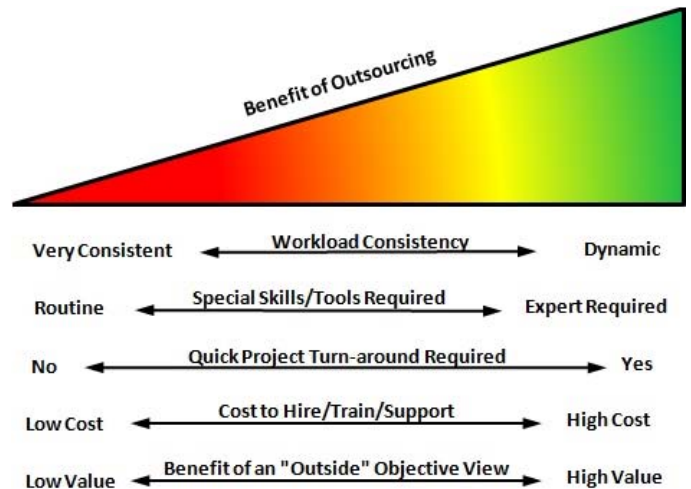 Benefit of Outsourcing
Very Consistent Workload Consistency Dynamic
Routine Special Skills/Tools Required Expert Required
No Quick Project Turn-around Required Yes
Low Cost Cost to Hire/Train/Support High Cost
Low Value Benefit of an "Outside" Objective View High Value